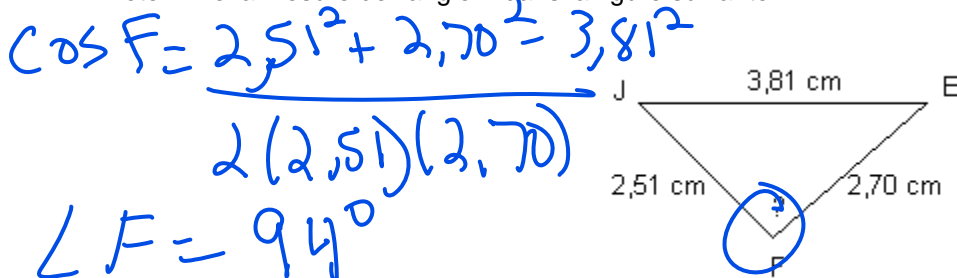 cos F = 2,51² + 2,70² - 3,81²
2(2,51)(2,70)
∠F = 94°
J
3,81 cm
E
2,51 cm
2,70 cm
?
F